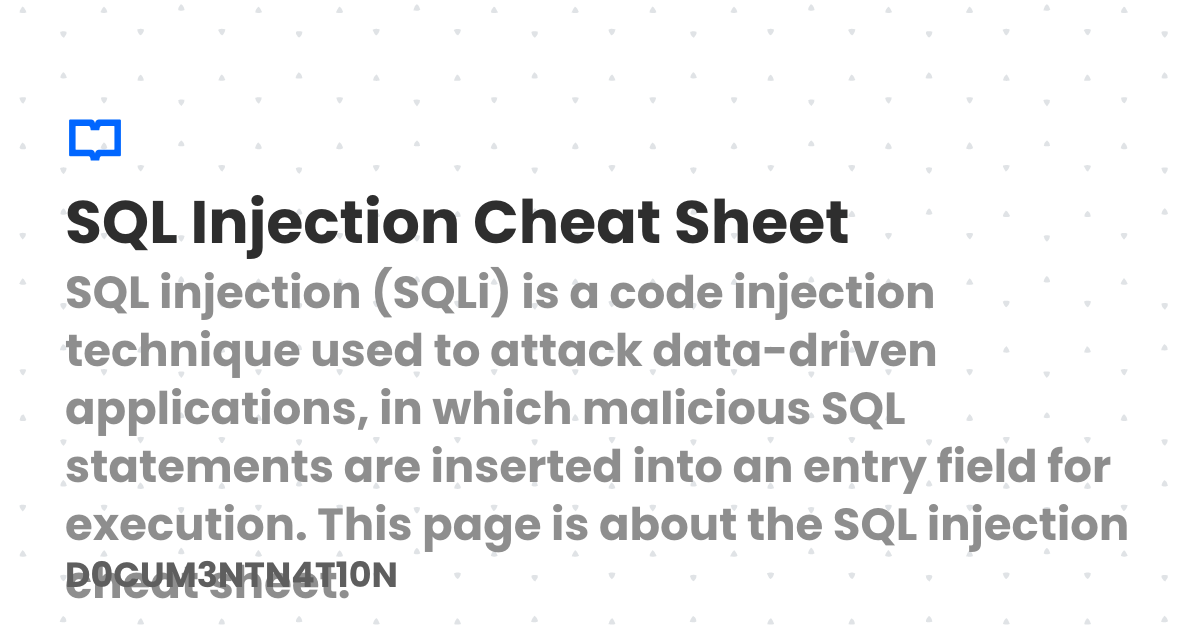 SQL Injection Cheat Sheet
SQL injection (SQLi) is a code injection
technique used to attack data-driven
applications, in which malicious SQL
statements are inserted into an entry field for
execution. This page is about the SQL injection
cheat sheet.
D0CUM3NTN4T10N